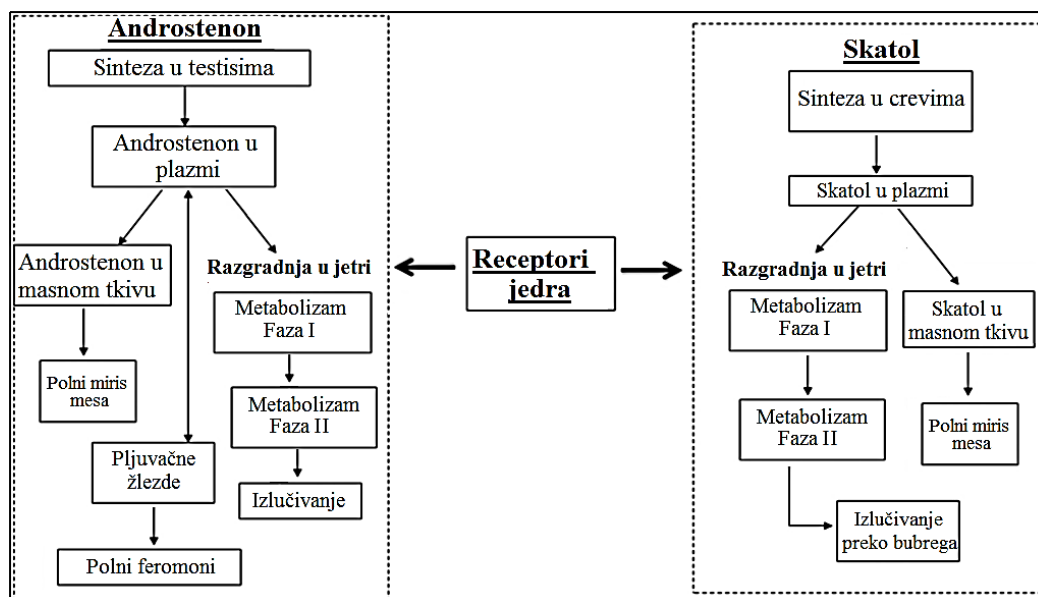 Androstenon
Sinteza u testisima
Androstenon u
plazmi
Androstenon u
masnom tkivu
Polni miris
mesa
Pljuvačne
žlezde
Polni feromoni
Razgradnja u jetri
Metabolizam
Faza I
Metabolizam
Faza II
Izlučivanje
Receptori
jedra
Skatol
Sinteza u crevima
Skatol u plazmi
Razgradnja u jetri
Metabolizam
Faza I
Metabolizam
Faza II
Izlučivanje
preko bubrega
Skatol u
masnom tkivu
Polni miris
mesa